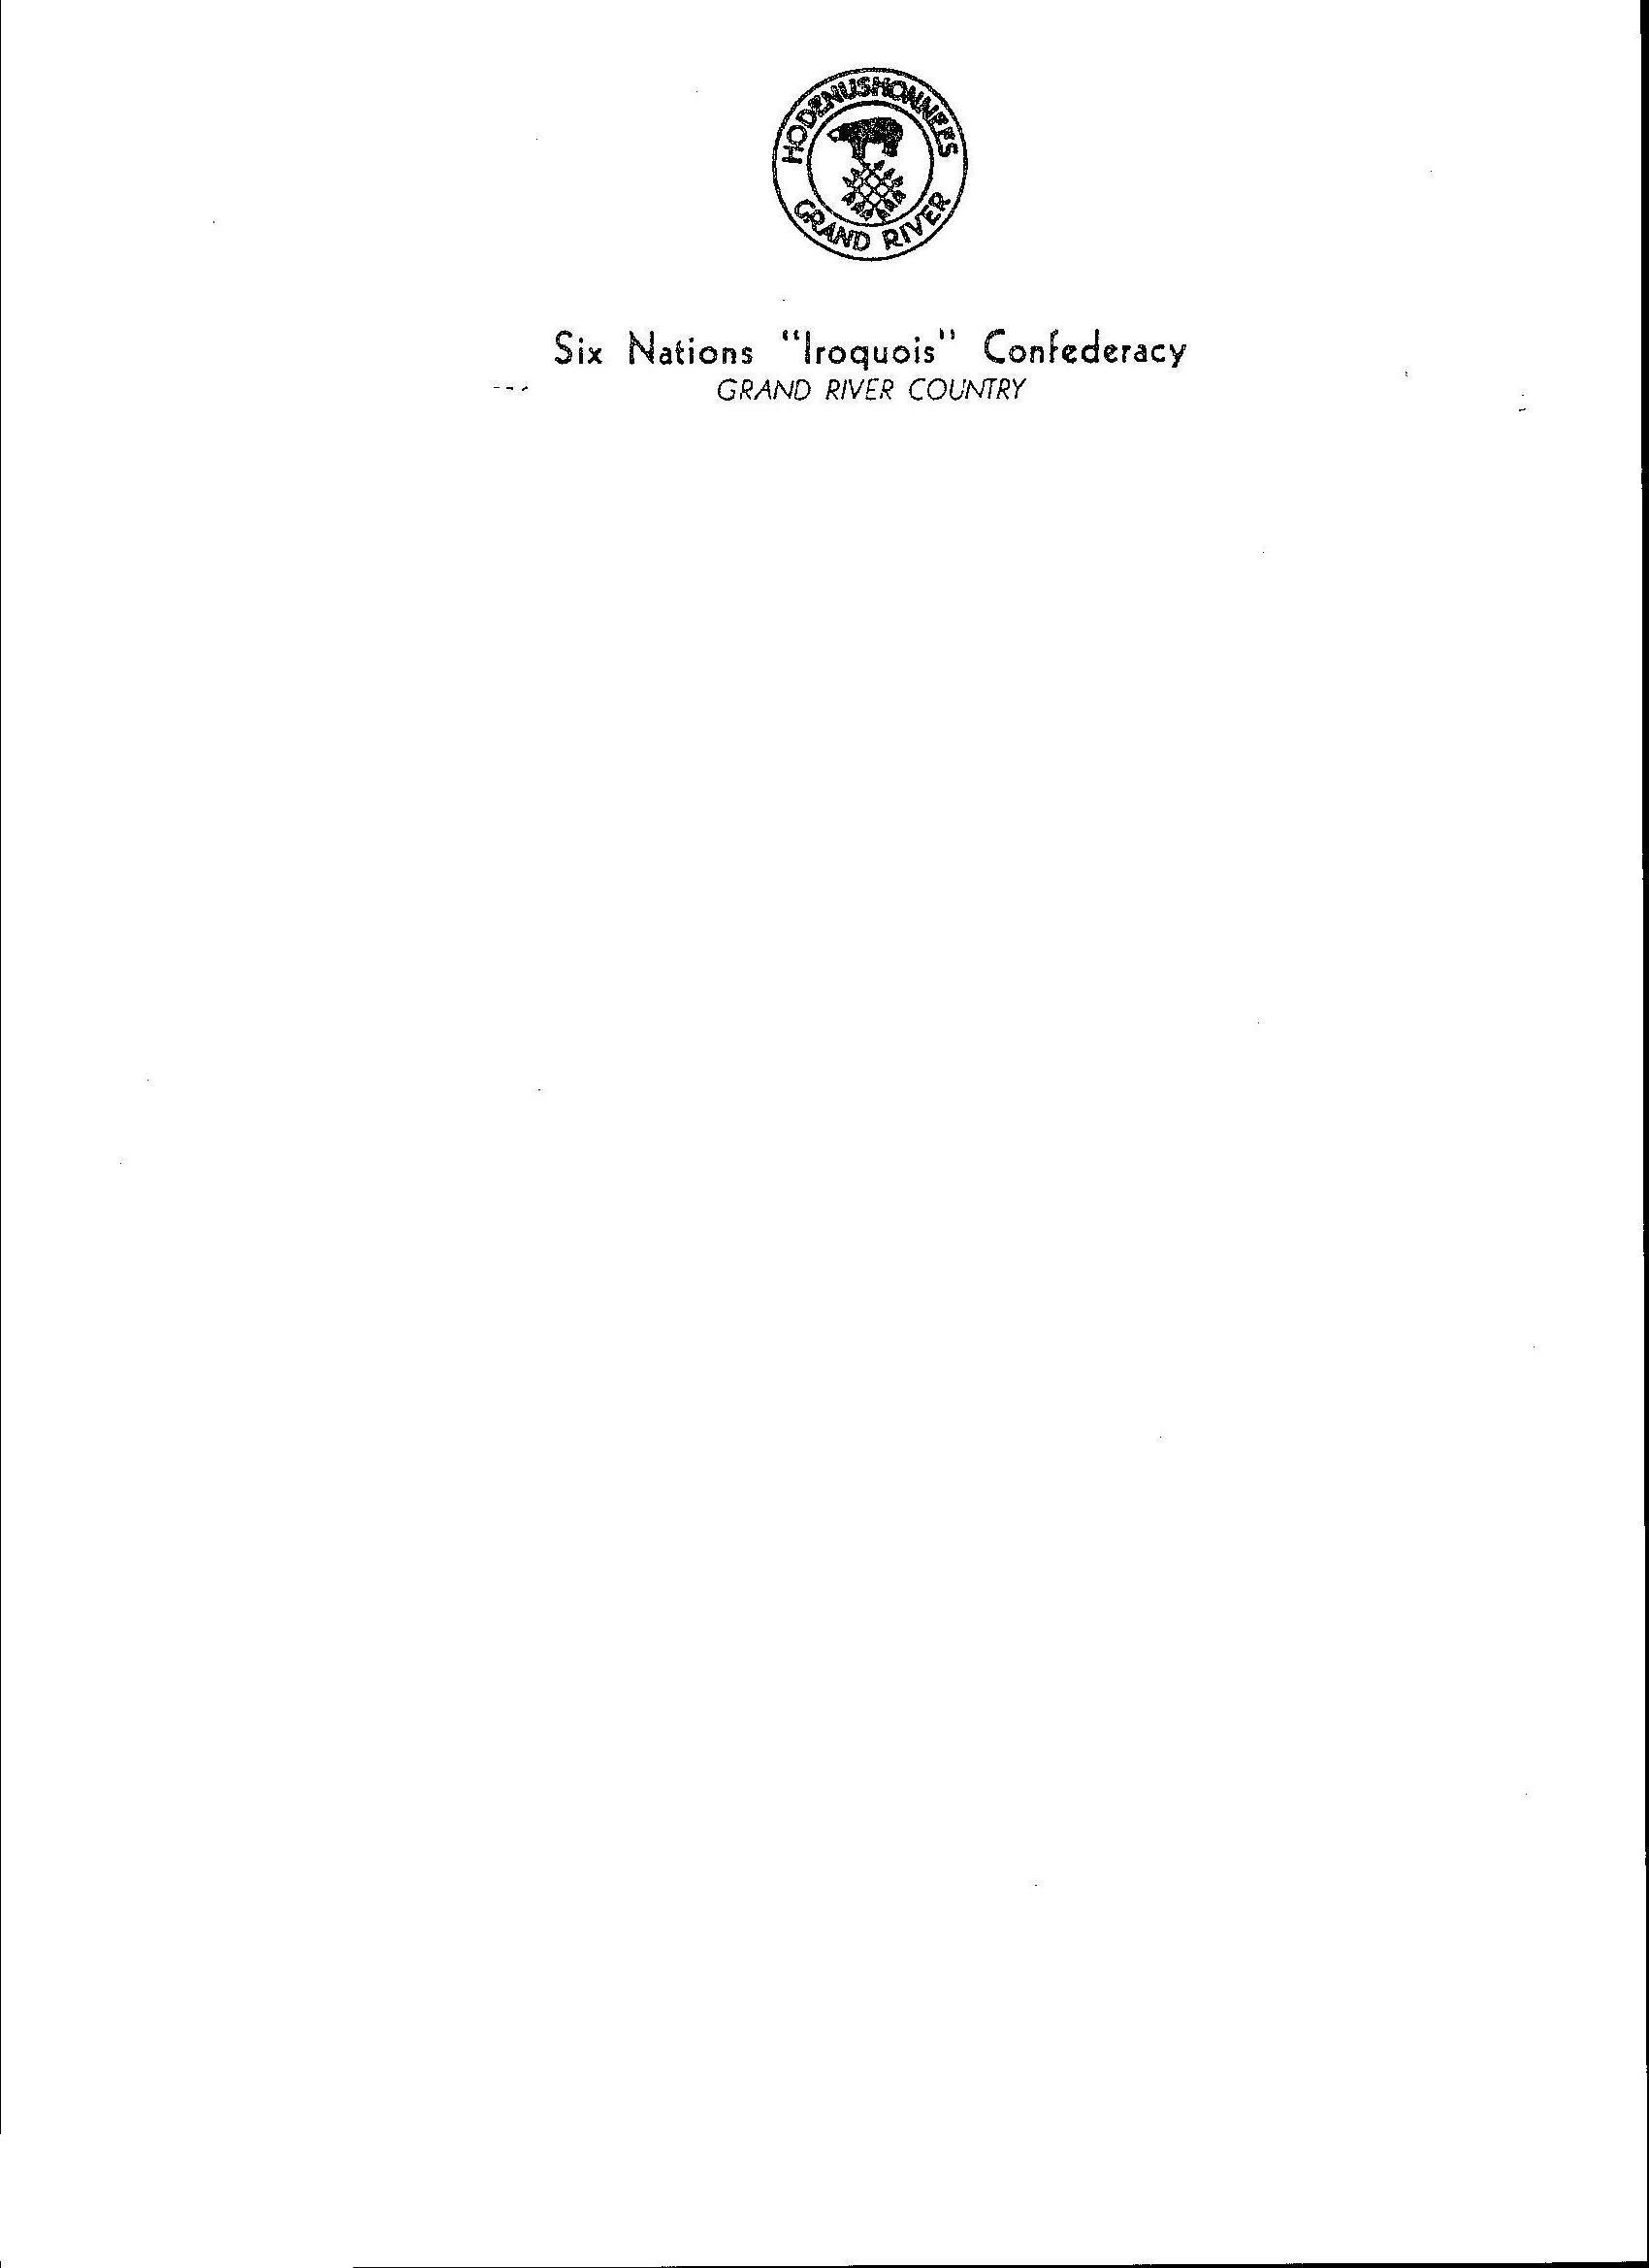 HODENUSHONNEES
GRAND RIVER
Six Nations "Iroquois" Confederacy
GRAND RIVER COUNTRY